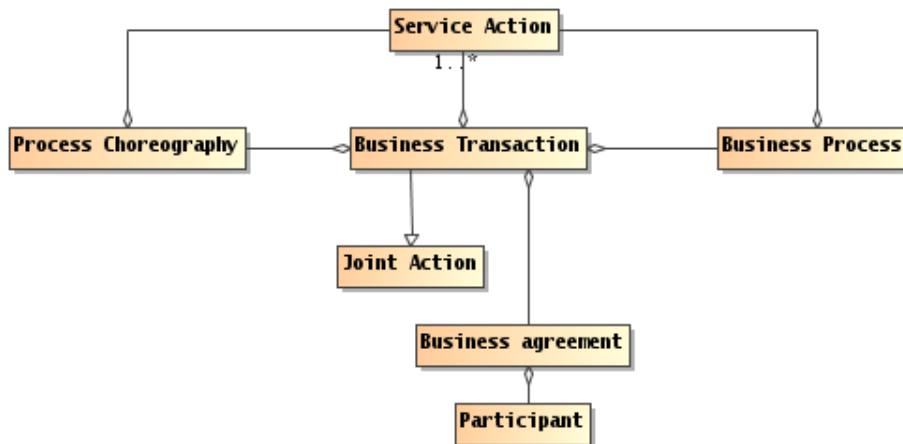 Service Action
1..*
Process Choreography
Business Transaction
Business Process
Joint Action
Business agreement
Participant